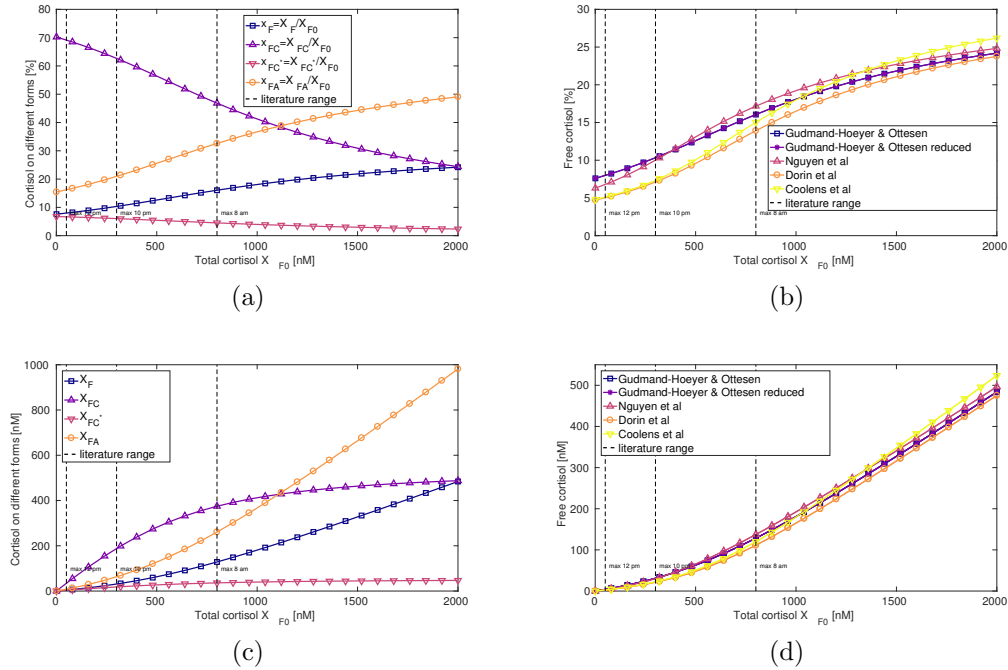 Cortisol on different forms [%]
80
70
60
50
40
30
20
10
0
x_F=X_F/X_F0
x_FC=X_FC/X_F0
x_FC*=X_FC*/X_F0
x_FA=X_FA/X_F0
literature range
max 12 pm
max 10 pm
max 8 am
0 500 1000 1500 2000
Total cortisol X_F0 [nM]
(a)
Free cortisol [%]
30
25
20
15
10
5
0
Gudmand-Hoeyer & Ottesen
Gudmand-Hoeyer & Ottesen reduced
Nguyen et al
Dorin et al
Coolens et al
literature range
max 12 pm
max 10 pm
max 8 am
0 500 1000 1500 2000
Total cortisol X_F0 [nM]
(b)
Cortisol on different forms [nM]
1000
800
600
400
200
0
X_F
X_FC
X_FC*
X_FA
literature range
max 12 pm
max 10 pm
max 8 am
0 500 1000 1500 2000
Total cortisol X_F0 [nM]
(c)
Free cortisol [nM]
500
400
300
200
100
0
Gudmand-Hoeyer & Ottesen
Gudmand-Hoeyer & Ottesen reduced
Nguyen et al
Dorin et al
Coolens et al
literature range
max 12 pm
max 10 pm
max 8 am
0 500 1000 1500 2000
Total cortisol X_F0 [nM]
(d)